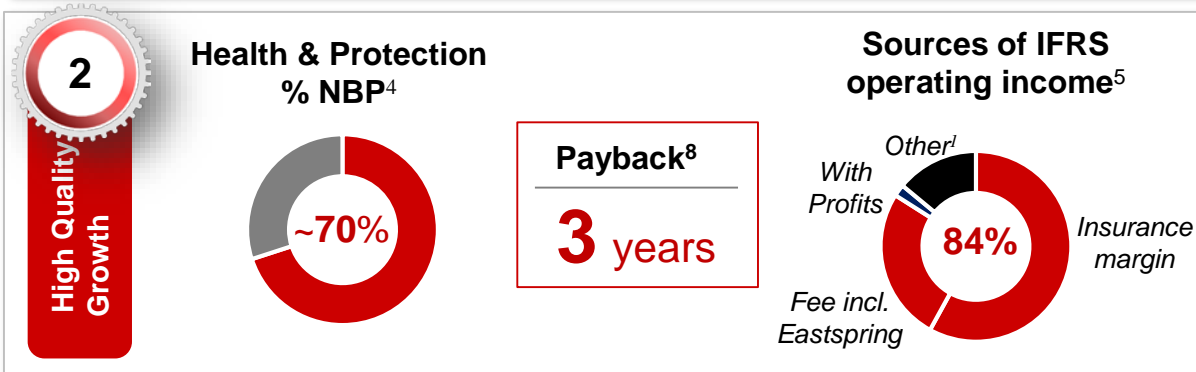 2
High Quality
Growth
Health & Protection
% NBP⁴
~70%
Payback⁸
3 years
Sources of IFRS
operating income⁵
Other¹
With
Profits
84%
Insurance
margin
Fee incl.
Eastspring